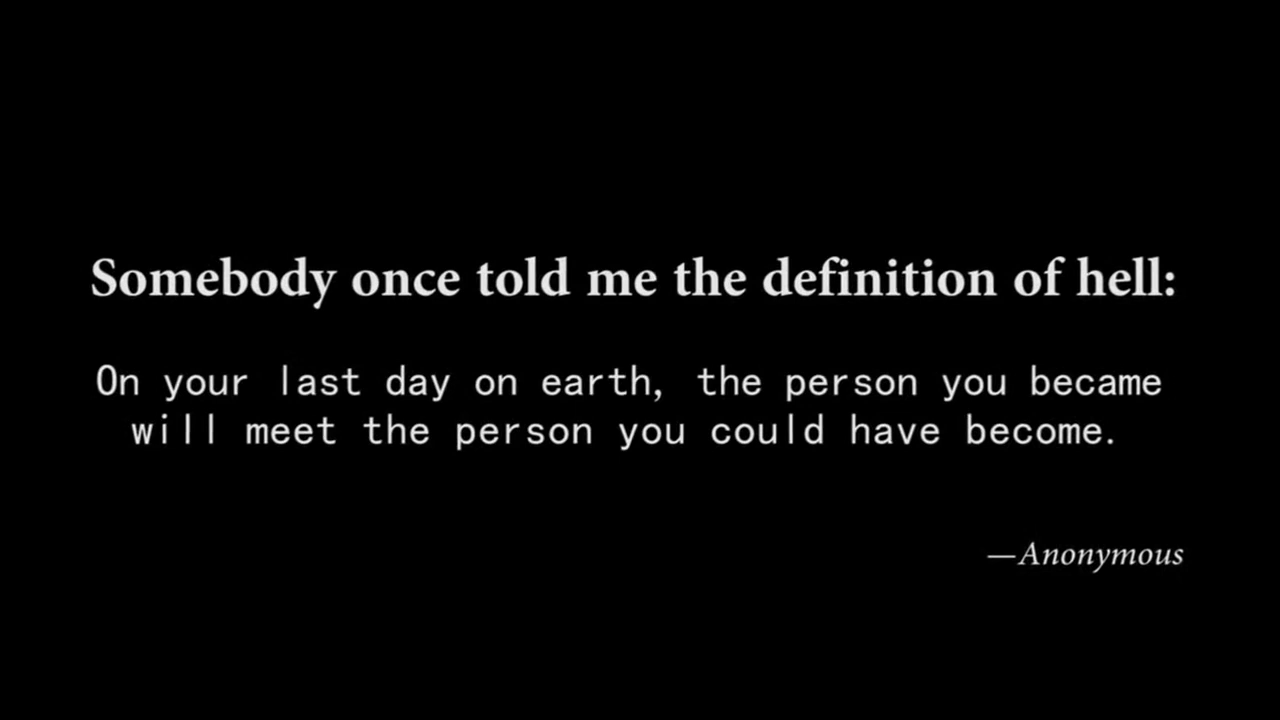 Somebody once told me the definition of hell:
On your last day on earth, the person you became
will meet the person you could have become.
—Anonymous